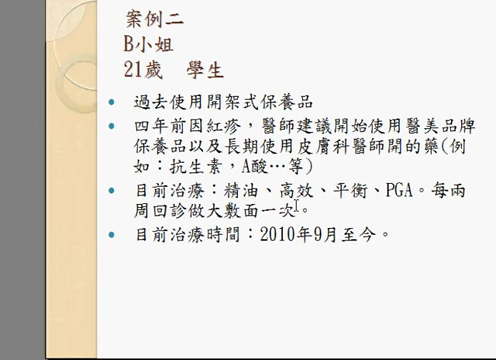 案例二
B小姐
21歲 學生
過去使用開架式保養品
四年前因紅疹，醫師建議開始使用醫美品牌
保養品以及長期使用皮膚科醫師開的藥(例
如：抗生素，A酸…等)
目前治療：精油、高效、平衡、PGA。每兩
周回診做大敷面一次。
目前治療時間：2010年9月至今。